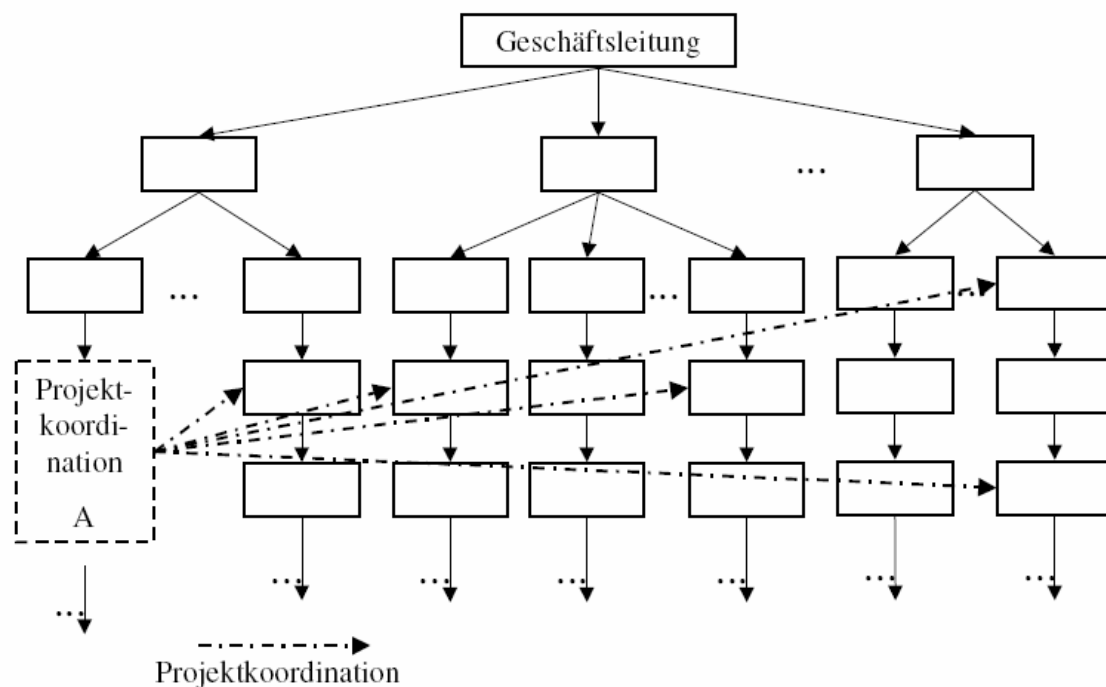 Geschäftsleitung
...
... ... ...
Projekt-
koordi-
nation
A
... ... ... ... ... ...
...
Projektkoordination